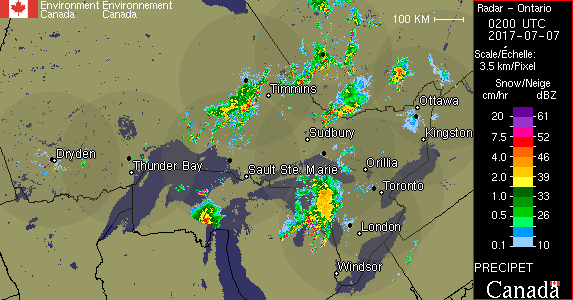 Environment Environnement
Canada Canada
100 KM
Timmins
Ottawa
Sudbury
Kingston
Dryden
Thunder Bay
Sault Ste. Marie
Orillia
Toronto
London
Windsor
Radar - Ontario
0200 UTC
2017-07-07
Scale/Échelle:
3.5 km/Pixel
Snow/Neige
cm/hr dBZ
20 61
7.5 52
4.0 46
2.0 39
1.0 33
0.5 26
0.1 10
PRECIPET
Canada